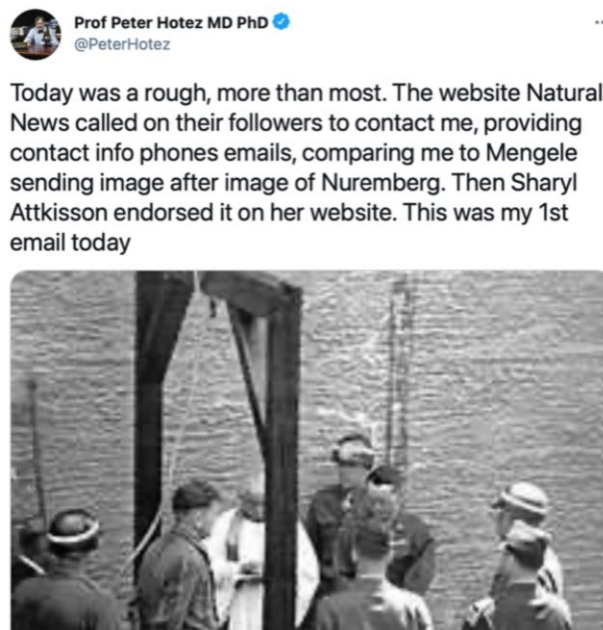 Prof Peter Hotez MD PhD
@PeterHotez
Today was a rough, more than most. The website Natural
News called on their followers to contact me, providing
contact info phones emails, comparing me to Mengele
sending image after image of Nuremberg. Then Sharyl
Attkisson endorsed it on her website. This was my 1st
email today